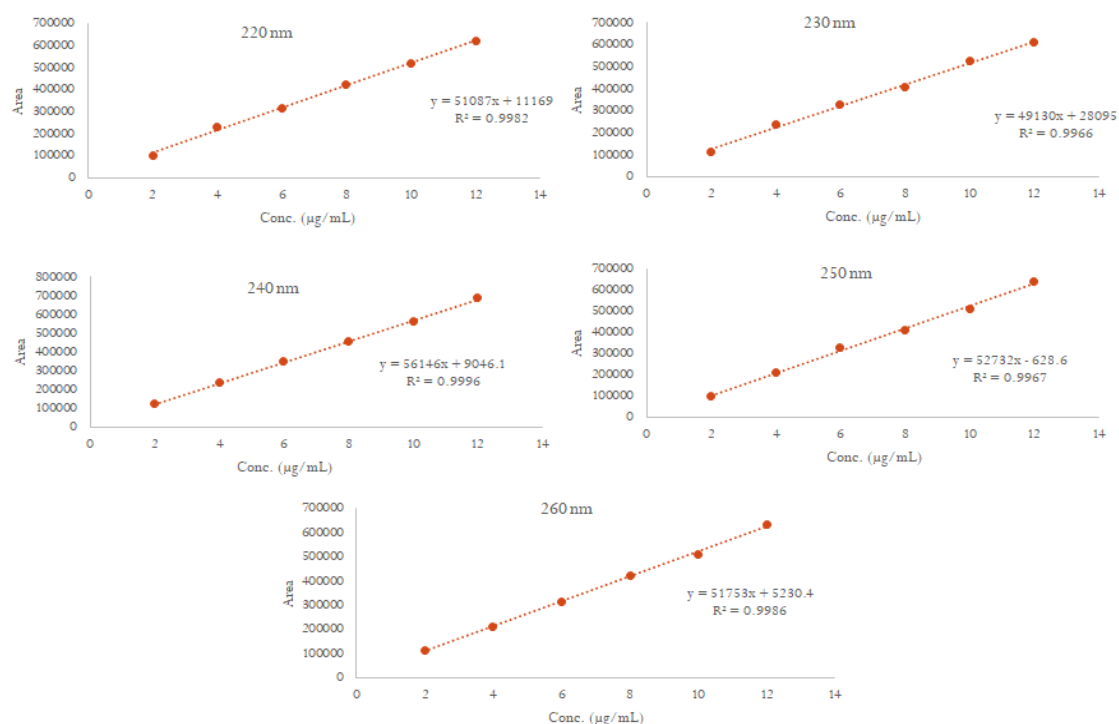 220 nm
700000
600000
500000
400000
300000
200000
100000
0
Area
y = 51087x + 11169
R² = 0.9982
0 2 4 6 8 10 12 14
Conc. (µg/mL)
230 nm
700000
600000
500000
400000
300000
200000
100000
0
Area
y = 49130x + 28095
R² = 0.9966
0 2 4 6 8 10 12 14
Conc. (µg/mL)
240 nm
800000
700000
600000
500000
400000
300000
200000
100000
0
Area
y = 56146x + 9046.1
R² = 0.9996
0 2 4 6 8 10 12 14
Conc. (µg/mL)
250 nm
700000
600000
500000
400000
300000
200000
100000
0
Area
y = 52732x - 628.6
R² = 0.9967
0 2 4 6 8 10 12 14
Conc. (µg/mL)
260 nm
700000
600000
500000
400000
300000
200000
100000
0
Area
y = 51753x + 5230.4
R² = 0.9986
0 2 4 6 8 10 12 14
Conc. (µg/mL)